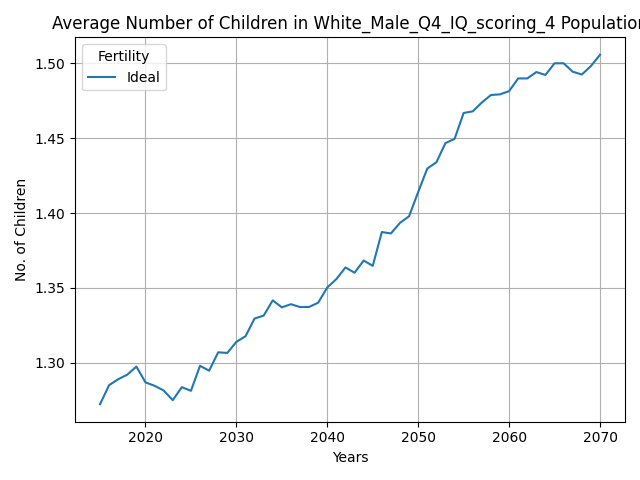 Average Number of Children in White_Male_Q4_IQ_scoring_4 Population
Fertility
Ideal
1.50
1.45
1.40
1.35
1.30
No. of Children
2020 2030 2040 2050 2060 2070
Years